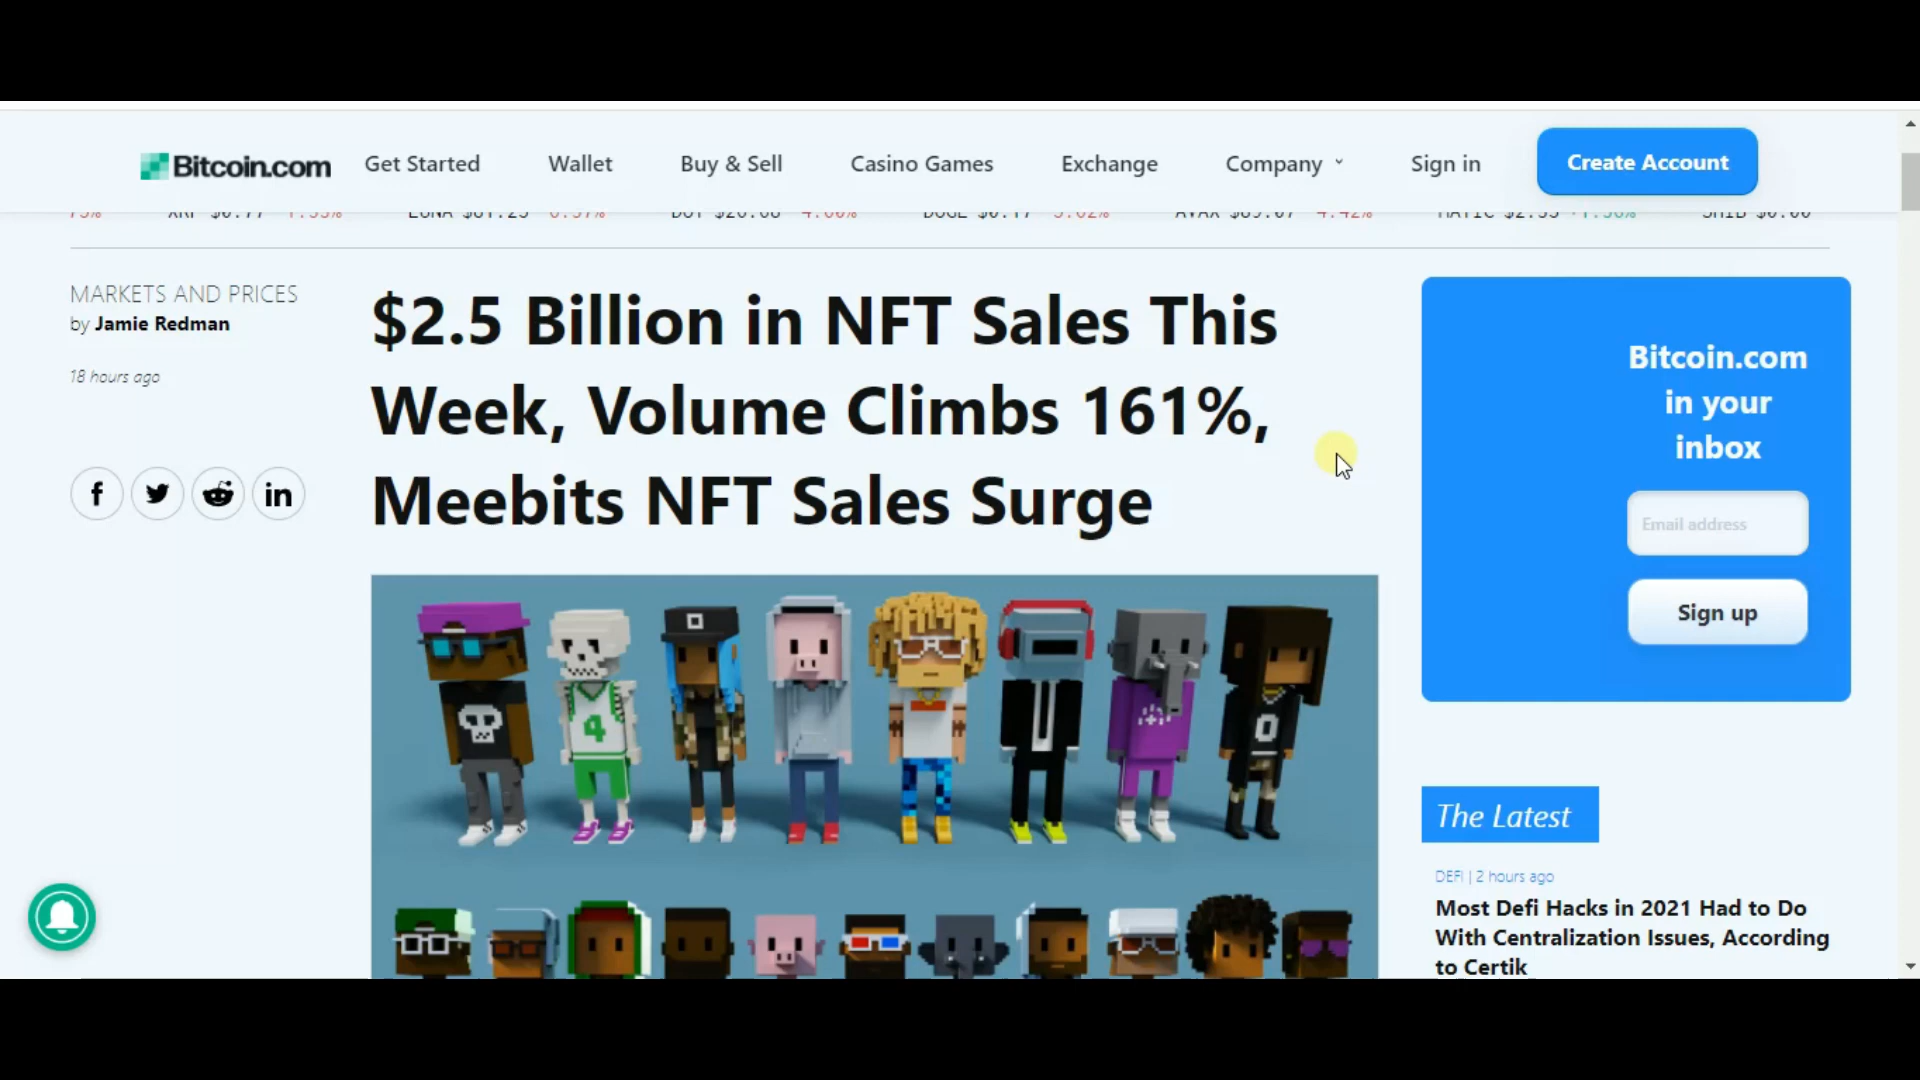 Bitcoin.com Get Started Wallet Buy & Sell Casino Games Exchange Company Sign in Create Account
MARKETS AND PRICES
by Jamie Redman
18 hours ago
$2.5 Billion in NFT Sales This
Week, Volume Climbs 161%,
Meebits NFT Sales Surge
4
Bitcoin.com
in your
inbox
Email address
Sign up
The Latest
DEFI | 2 hours ago
Most Defi Hacks in 2021 Had to Do
With Centralization Issues, According
to Certik